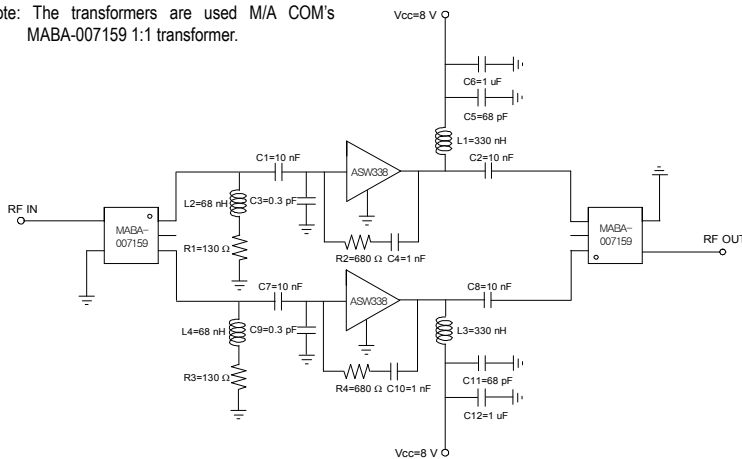 ote: The transformers are used M/A COM's
MABA-007159 1:1 transformer.
Vcc=8 V
C6=1 uF
C5=68 pF
L1=330 nH
C1=10 nF
C2=10 nF
ASW338
L2=68 nH
C3=0.3 pF
RF IN
MABA-
007159
MABA-
007159
RF OUT
R1=130 Ω
R2=680 Ω
C4=1 nF
C7=10 nF
C8=10 nF
ASW338
L4=68 nH
C9=0.3 pF
L3=330 nH
R3=130 Ω
R4=680 Ω
C10=1 nF
C11=68 pF
C12=1 uF
Vcc=8 V